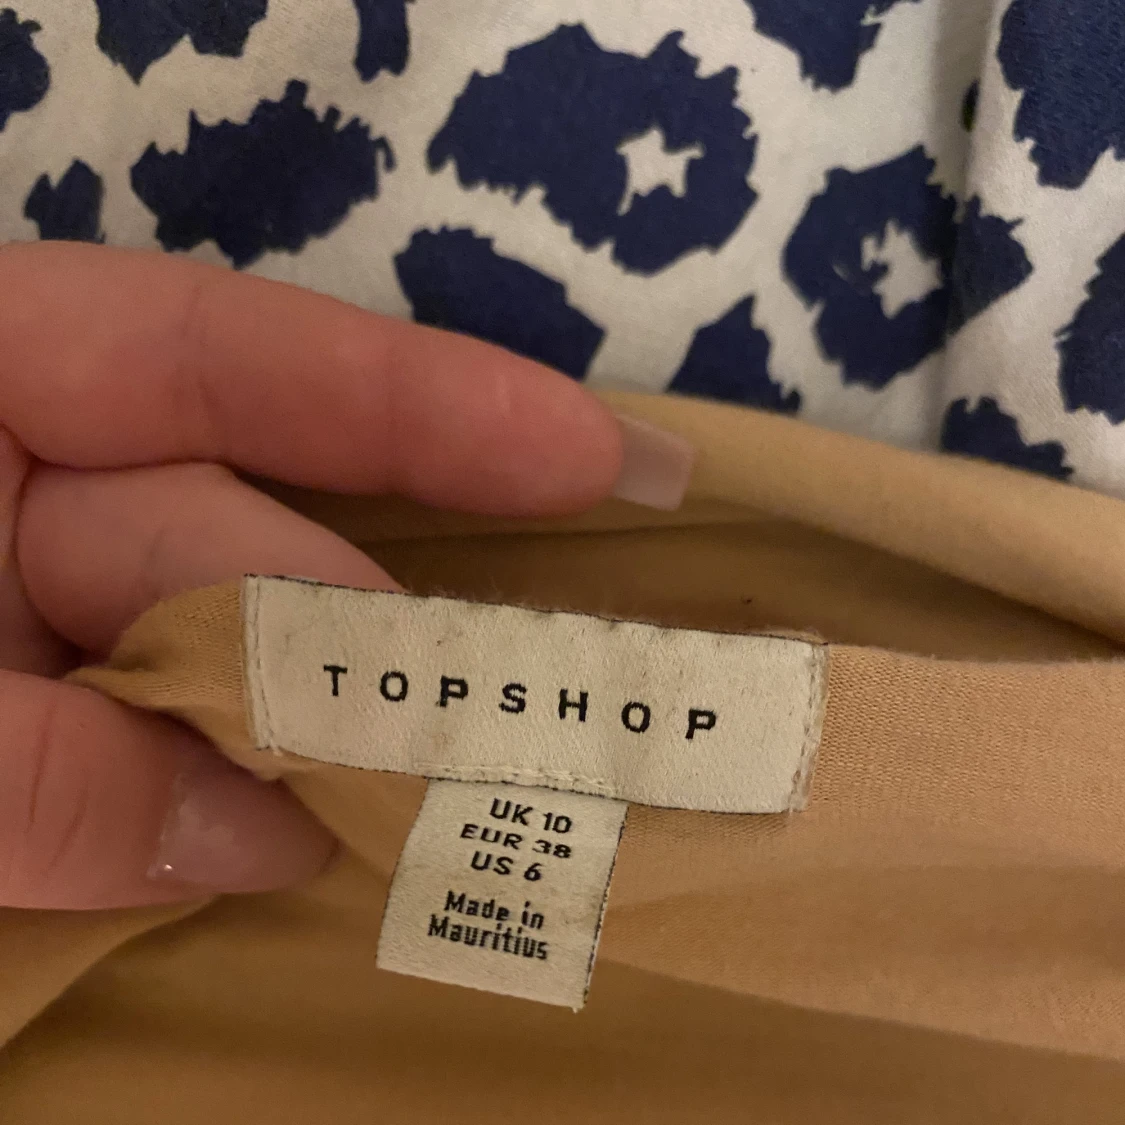 TOPSHOP
UK 10
EUR 38
US 6
Made in
Mauritius